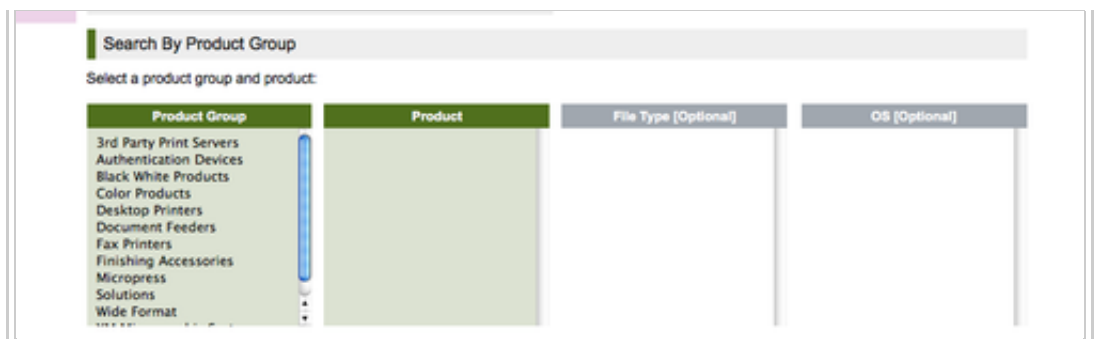 Search By Product Group
Select a product group and product:
Product Group
Product
File Type [Optional]
OS [Optional]
3rd Party Print Servers
Authentication Devices
Black White Products
Color Products
Desktop Printers
Document Feeders
Fax Printers
Finishing Accessories
Micropress
Solutions
Wide Format